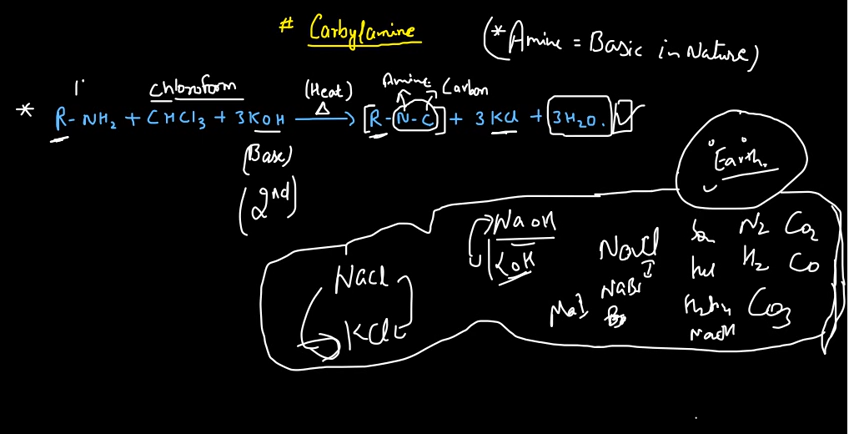 # Carbylamine
(*Amine = Basic in Nature)
1°
Chloroform
(Heat)
Amine
Carbon
* R-NH₂ + CHCl₃ + 3KOH →Δ [R-N-C] + 3KCl + 3H₂O.
(Base)
(2nd)
"Earth."
NaOH
KOH
NaCl
KCl
NaCl
NaBr
NaI
N₂ CO₂
H₂ CO
CO₃
NaOH